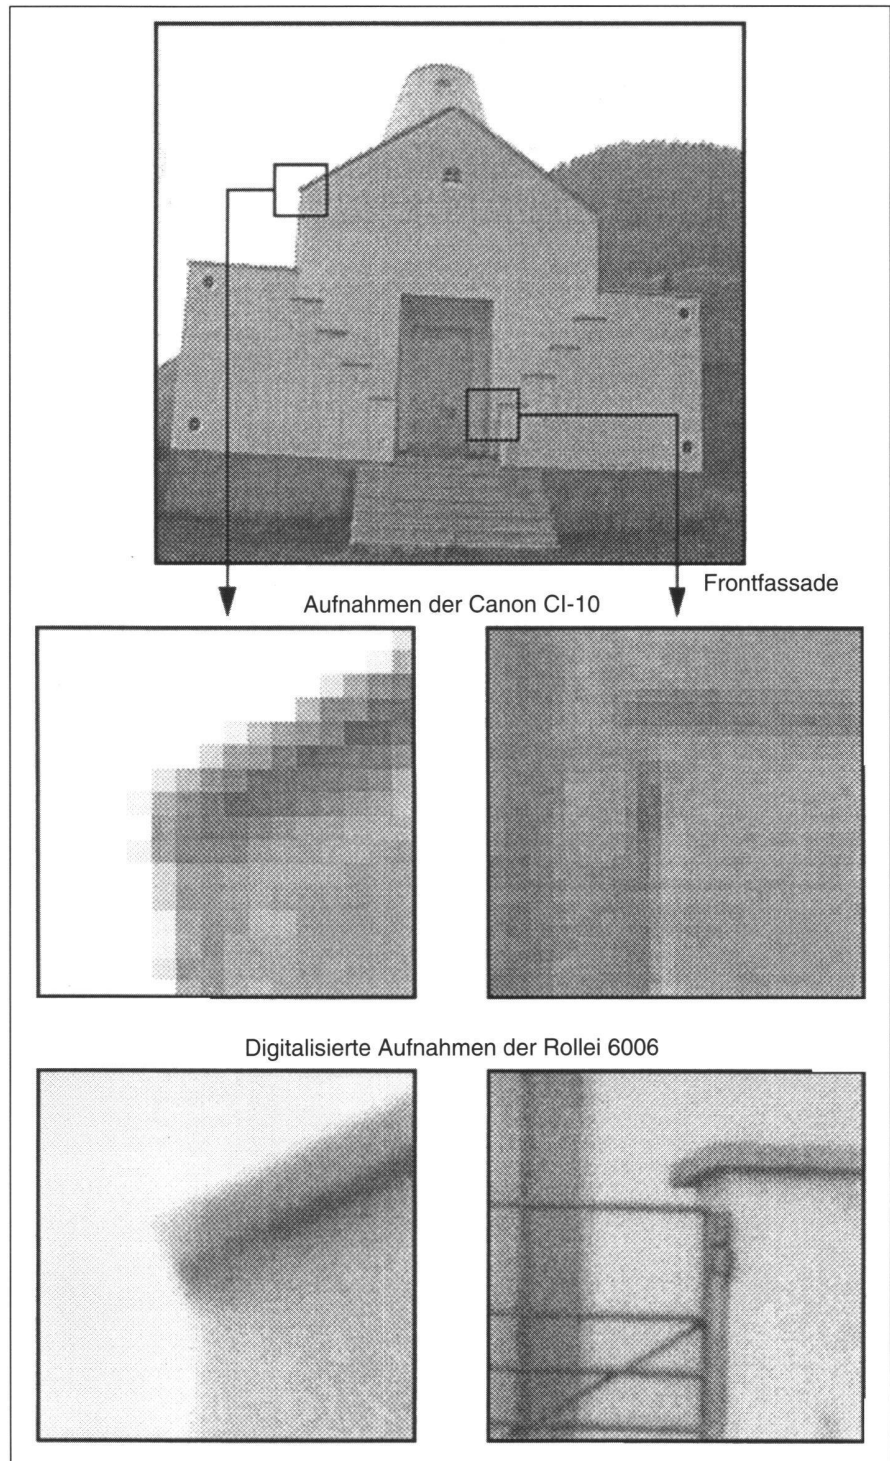 Frontfassade
Aufnahmen der Canon CI-10
Digitalisierte Aufnahmen der Rollei 6006